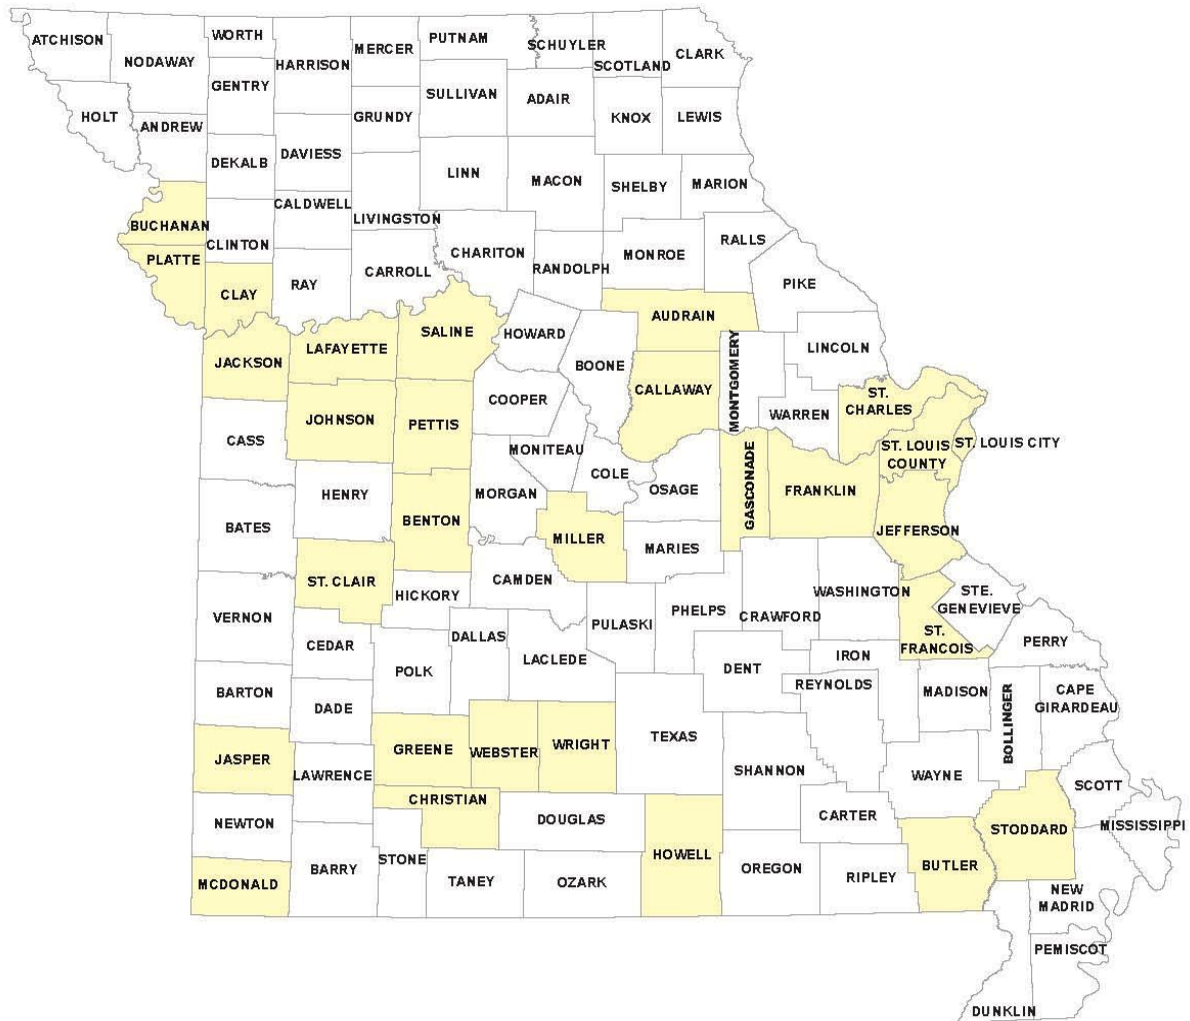 ATCHISON
NODAWAY
WORTH
HARRISON
MERCER
PUTNAM
SCHUYLER
SCOTLAND
CLARK
GENTRY
SULLIVAN
ADAIR
HOLT
ANDREW
GRUNDY
KNOX
LEWIS
DEKALB
DAVIESS
LINN
MACON
SHELBY
MARION
BUCHANAN
CLINTON
CALDWELL
LIVINGSTON
CHARITON
RANDOLPH
MONROE
RALLS
PLATTE
CLAY
RAY
CARROLL
PIKE
AUDRAIN
JACKSON
LAFAYETTE
SALINE
HOWARD
BOONE
MONTGOMERY
LINCOLN
CALLAWAY
COOPER
WARREN
ST.
CHARLES
JOHNSON
PETTIS
CASS
MONITEAU
COLE
OSAGE
GASCONADE
FRANKLIN
ST. LOUIS
COUNTY
ST. LOUIS CITY
HENRY
MORGAN
BATES
BENTON
MILLER
MARIES
JEFFERSON
ST. CLAIR
HICKORY
CAMDEN
PULASKI
PHELPS
CRAWFORD
WASHINGTON
STE.
GENEVIEVE
VERNON
CEDAR
DALLAS
LACLEDE
ST.
FRANCOIS
PERRY
POLK
DENT
IRON
REYNOLDS
MADISON
BOLLINGER
CAPE
GIRARDEAU
BARTON
DADE
JASPER
GREENE
WEBSTER
WRIGHT
TEXAS
SHANNON
WAYNE
SCOTT
LAWRENCE
CHRISTIAN
NEWTON
DOUGLAS
CARTER
STODDARD
MISSISSIPPI
MCDONALD
BARRY
STONE
TANEY
OZARK
HOWELL
OREGON
RIPLEY
BUTLER
NEW
MADRID
PEMISCOT
DUNKLIN